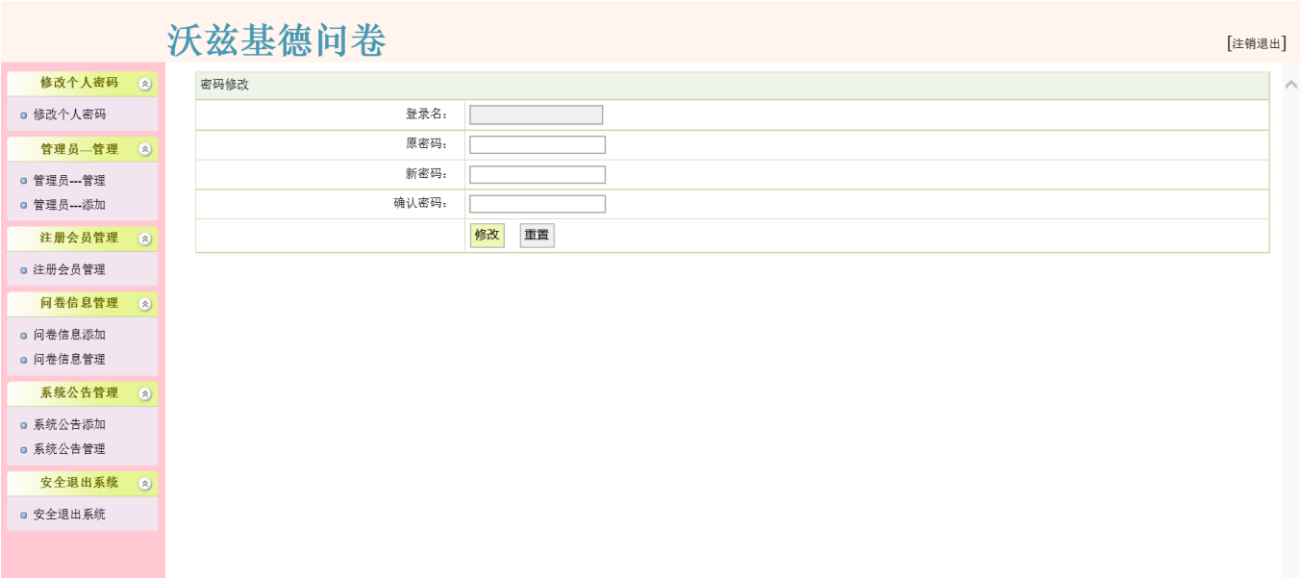 沃兹基德问卷
[注销退出]
修改个人密码
修改个人密码
管理员---管理
管理员---管理
管理员---添加
注册会员管理
注册会员管理
问卷信息管理
问卷信息添加
问卷信息管理
系统公告管理
系统公告添加
系统公告管理
安全退出系统
安全退出系统
密码修改
登录名：
原密码：
新密码：
确认密码：
修改 重置